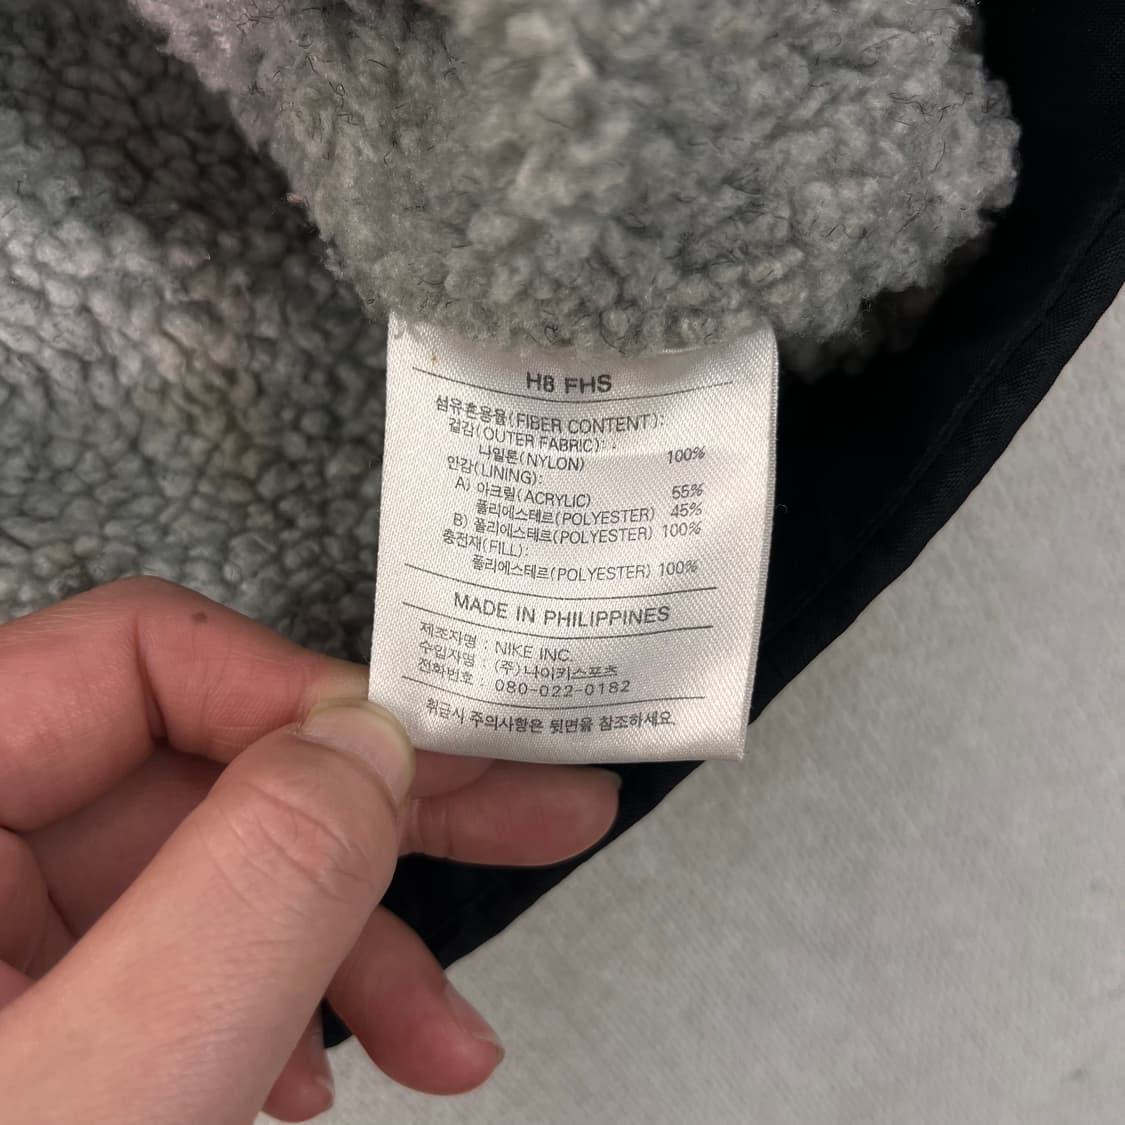 H8 FHS
섬유혼용율(FIBER CONTENT):
겉감(OUTER FABRIC):
나일론(NYLON) 100%
안감(LINING):
A) 아크릴(ACRYLIC) 55%
폴리에스테르(POLYESTER) 45%
B) 폴리에스테르(POLYESTER) 100%
충전재(FILL):
폴리에스테르(POLYESTER) 100%
MADE IN PHILIPPINES
제조자명 : NIKE INC.
수입자명 : (주)나이키스포츠
전화번호 : 080-022-0182
취급시 주의사항은 뒷면을 참조하세요.